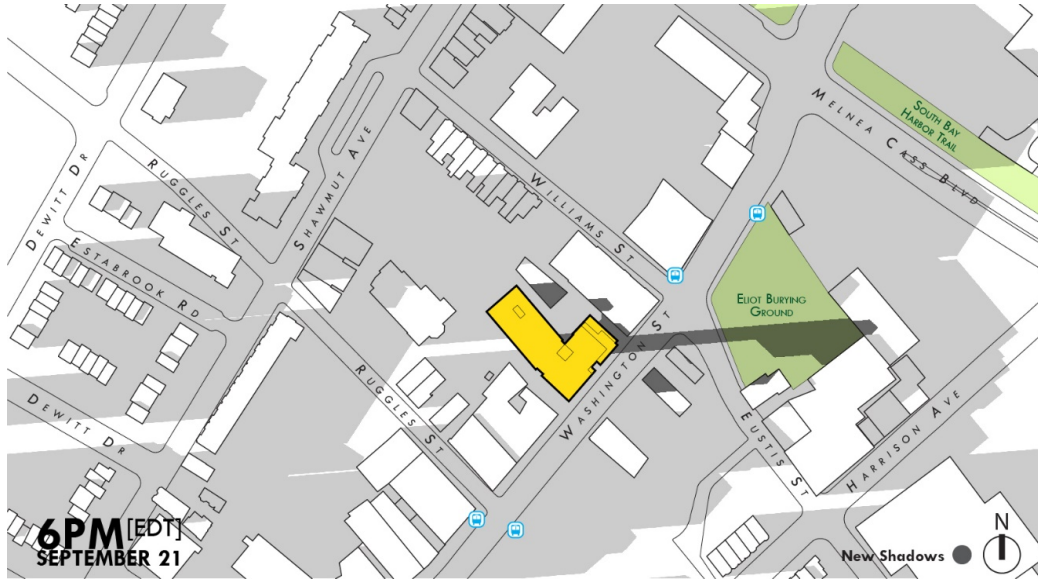 SOUTH BAY
HARBOR TRAIL
MELNEA CASS BLVD
DEWITT DR
RUGGLES ST
SHAWMUT AVE
WILLIAMS ST
ESTABROOK RD
ELIOT BURYING
GROUND
WASHINGTON ST
RUGGLES ST
DEWITT DR
EUSTIS ST
HARRISON AVE
6PM [EDT]
SEPTEMBER 21
N
New Shadows